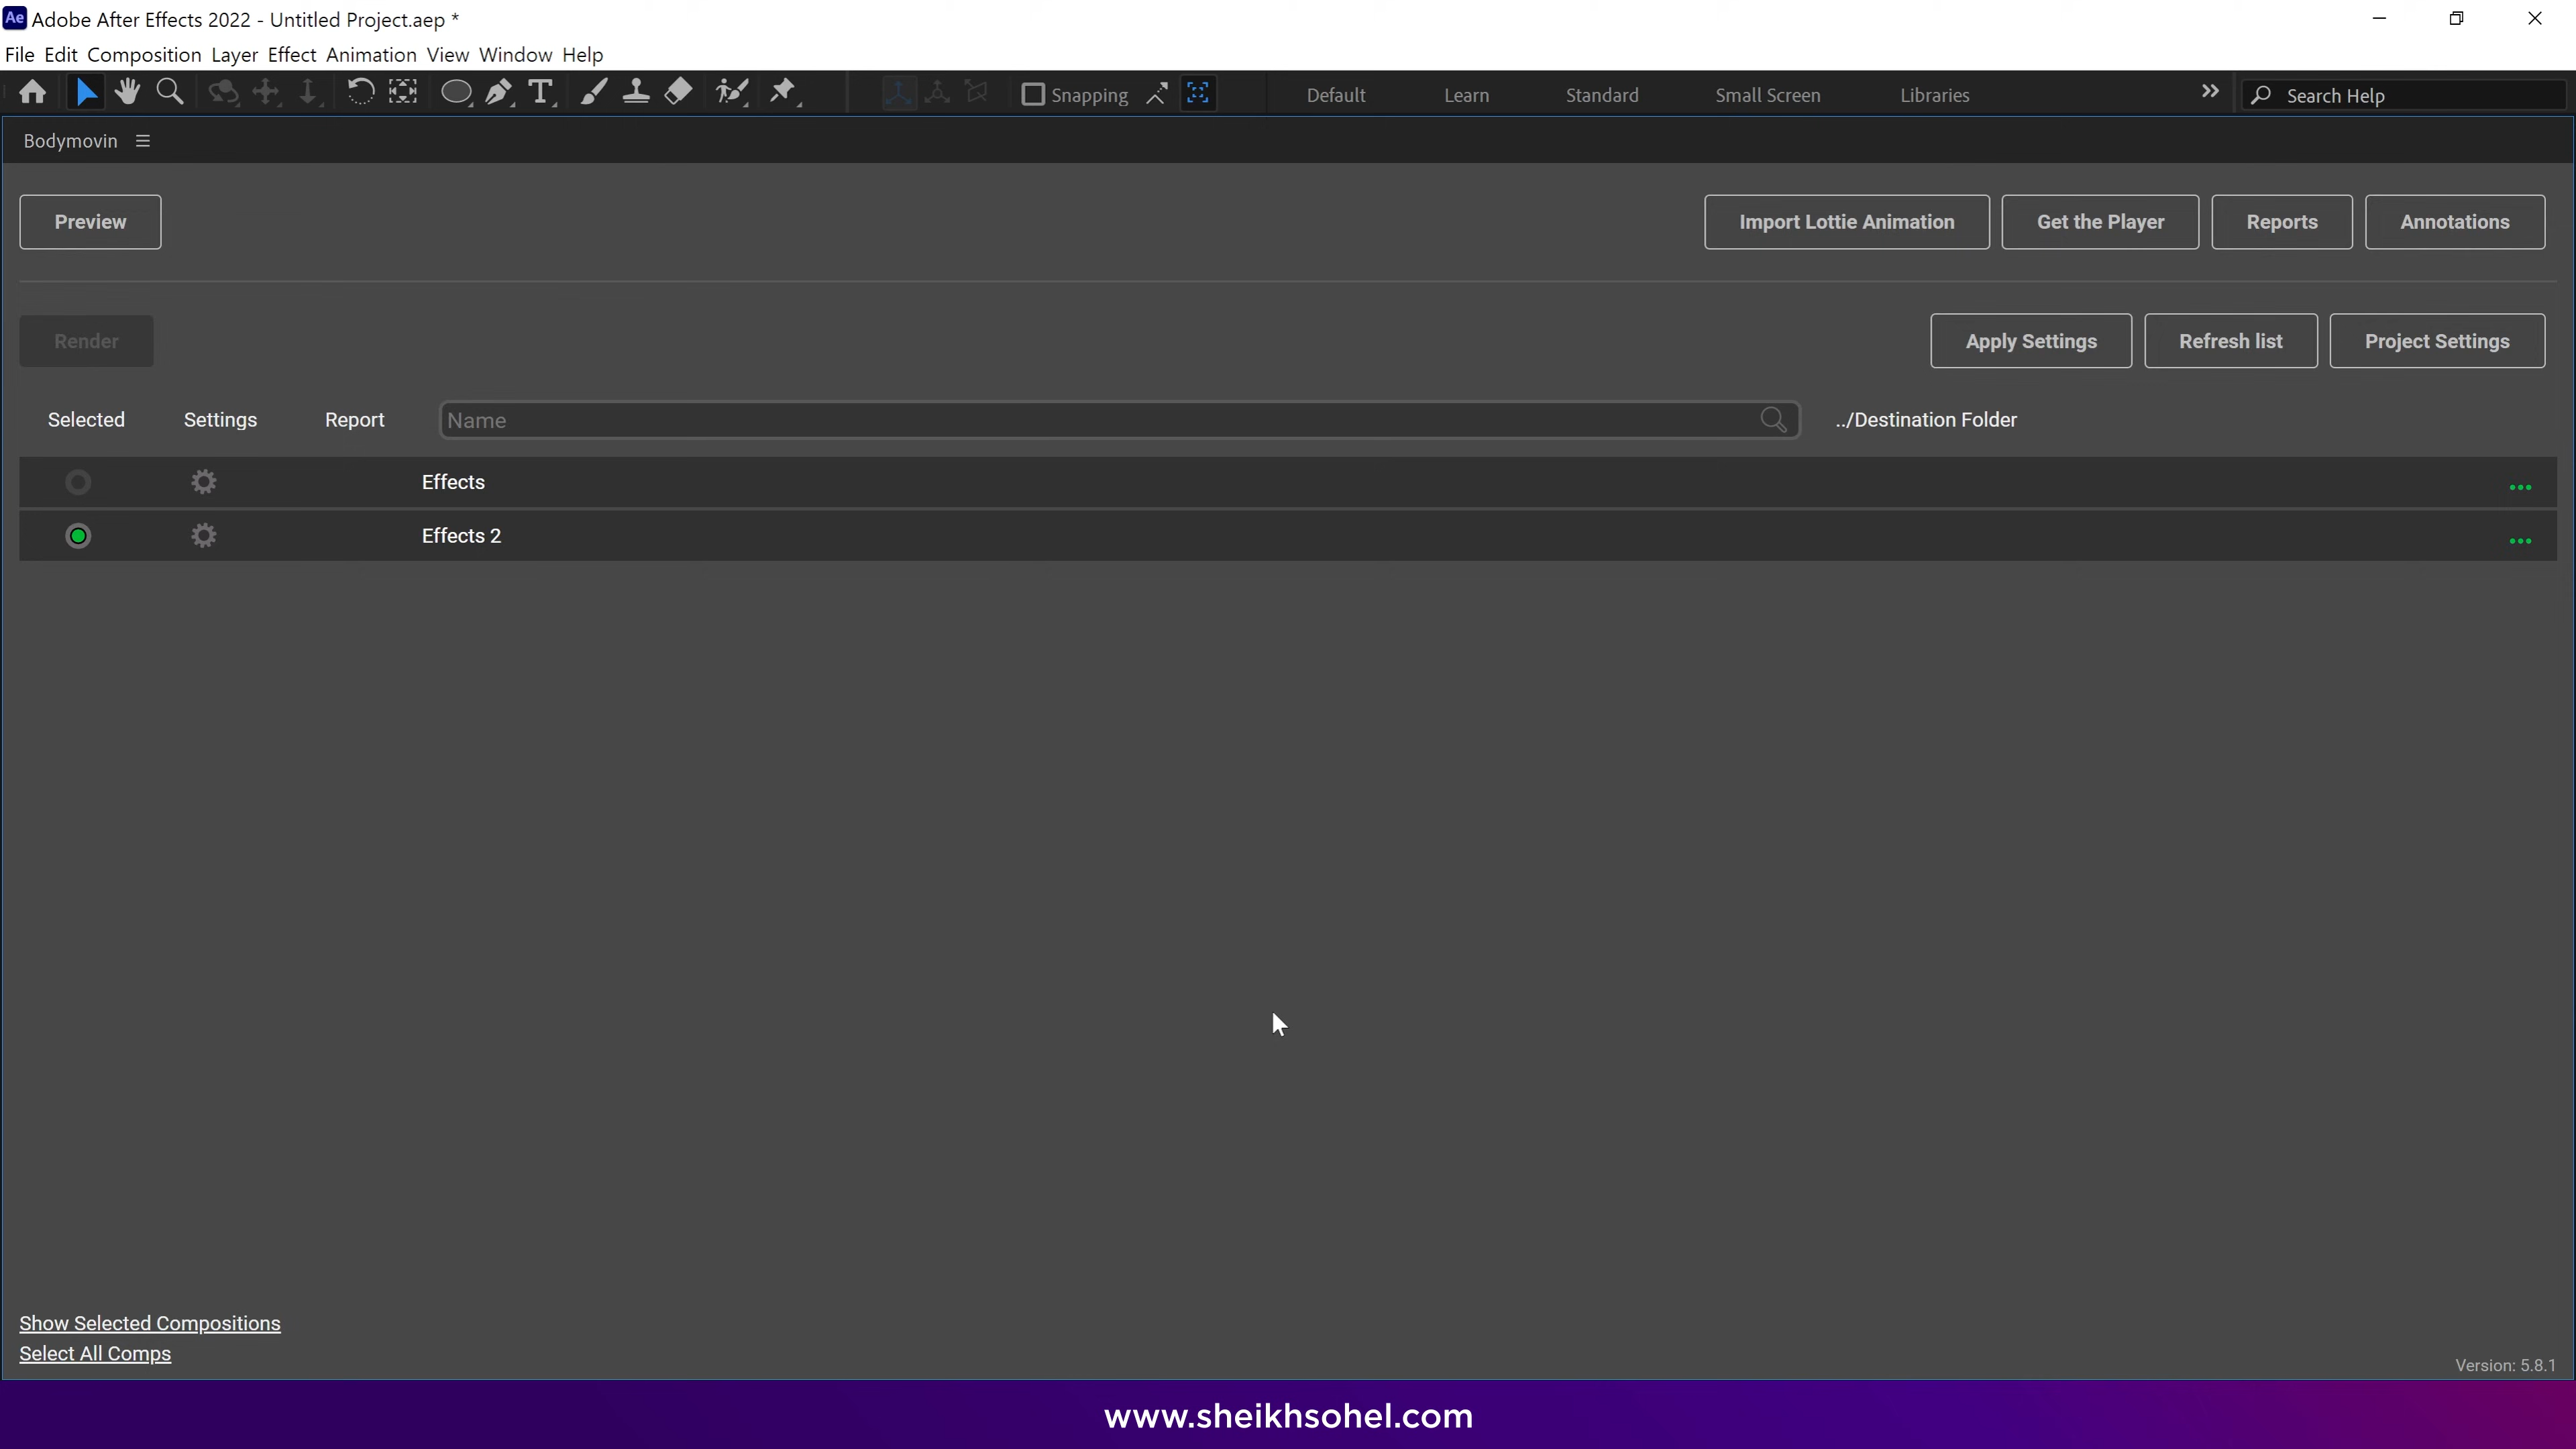 Ae Adobe After Effects 2022 - Untitled Project.aep *
File Edit Composition Layer Effect Animation View Window Help
Snapping Default Learn Standard Small Screen Libraries Search Help
Bodymovin
Preview Import Lottie Animation Get the Player Reports Annotations
Render Apply Settings Refresh list Project Settings
Selected Settings Report Name ../Destination Folder
Effects ...
Effects 2 ...
Show Selected Compositions
Select All Comps
Version: 5.8.1
www.sheikhsohel.com